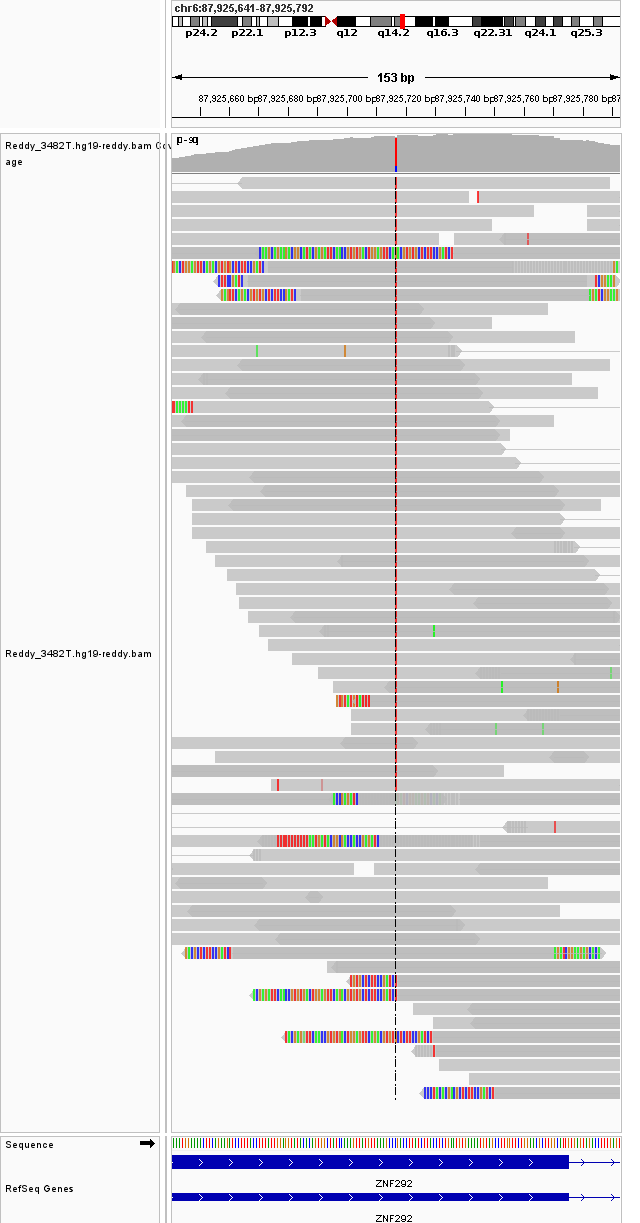 chr6:87,925,641-87,925,792
p24.2 p22.1 p12.3 q12 q14.2 q16.3 q22.31 q24.1 q25.3
153 bp
87,925,660 bp 87,925,680 bp 87,925,700 bp 87,925,720 bp 87,925,740 bp 87,925,760 bp 87,925,780 bp 87
Reddy_3482T.hg19-reddy.bam Cov
age
Reddy_3482T.hg19-reddy.bam
Sequence
RefSeq Genes
ZNF292
ZNF292